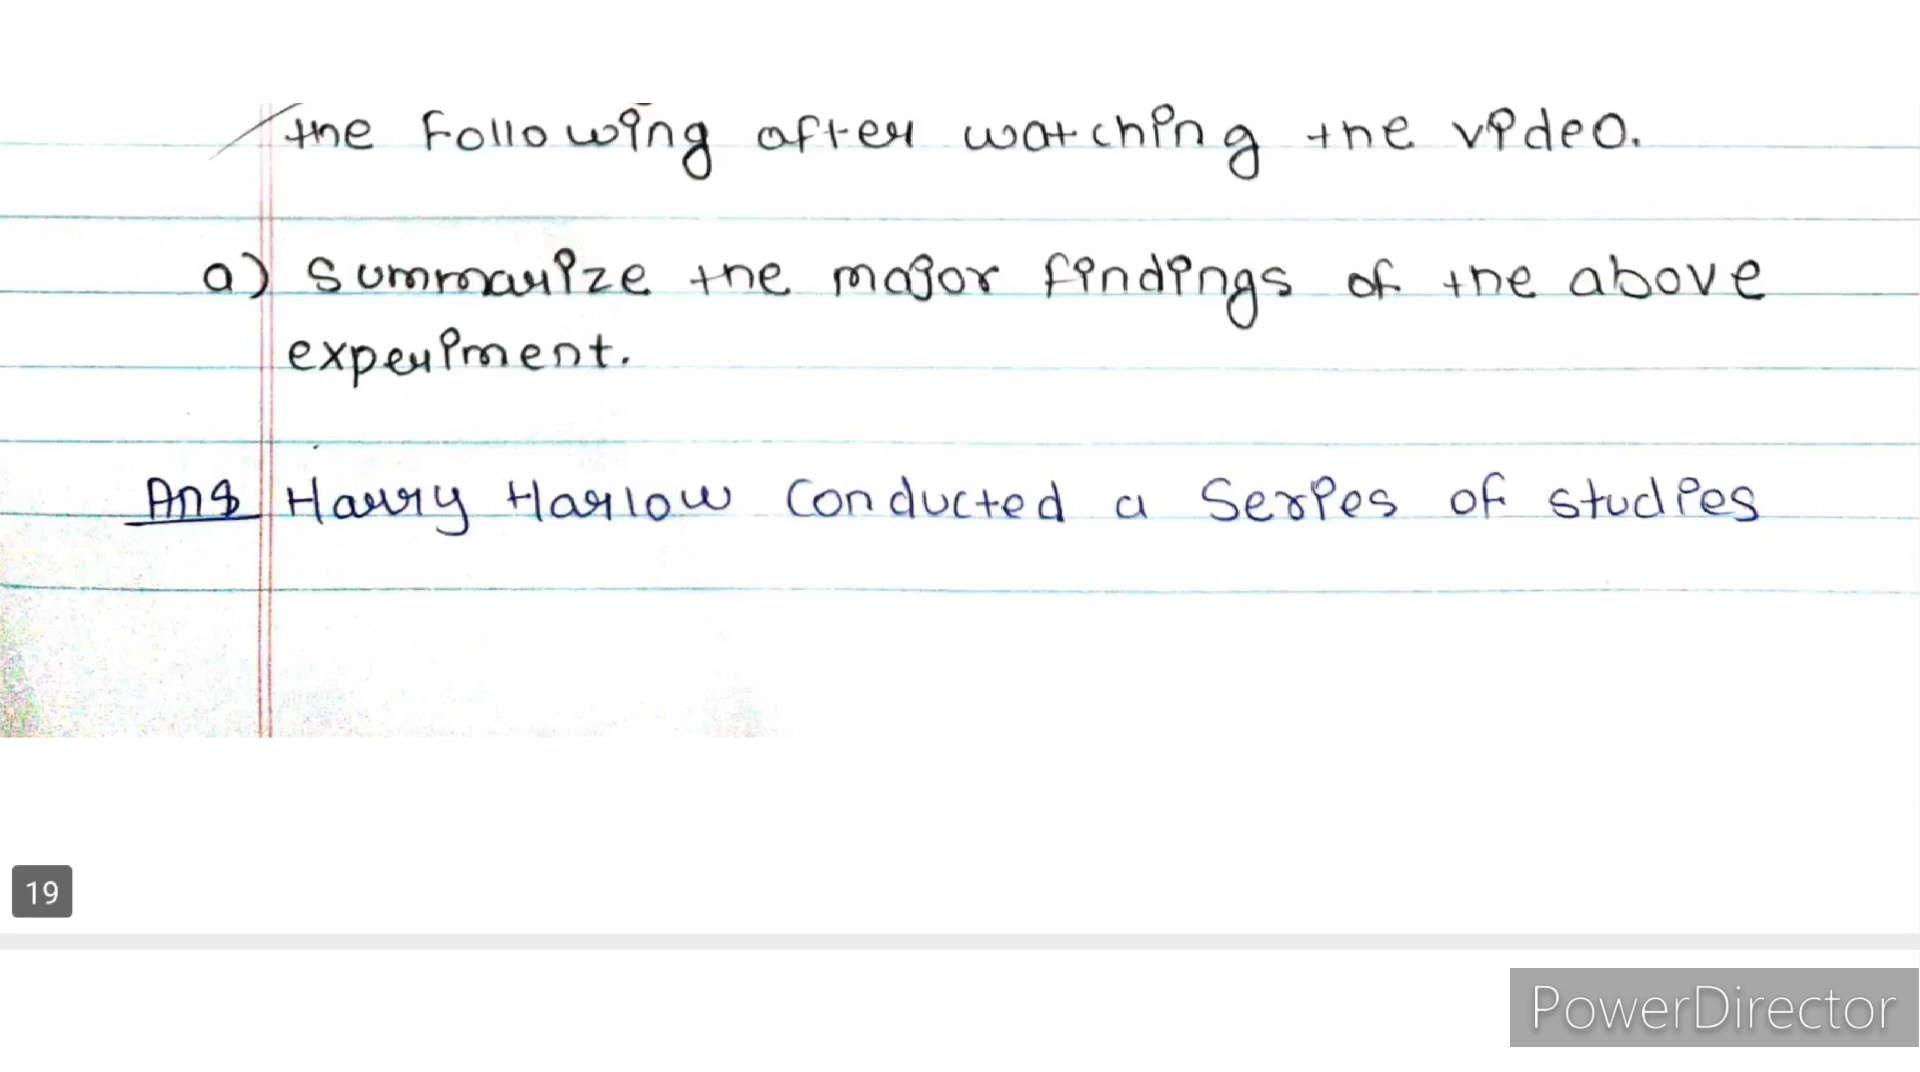 the following after watching the video.
a) Summarize the major findings of the above
experiment.
Ans Harry Harlow conducted a Series of studies
19
PowerDirector